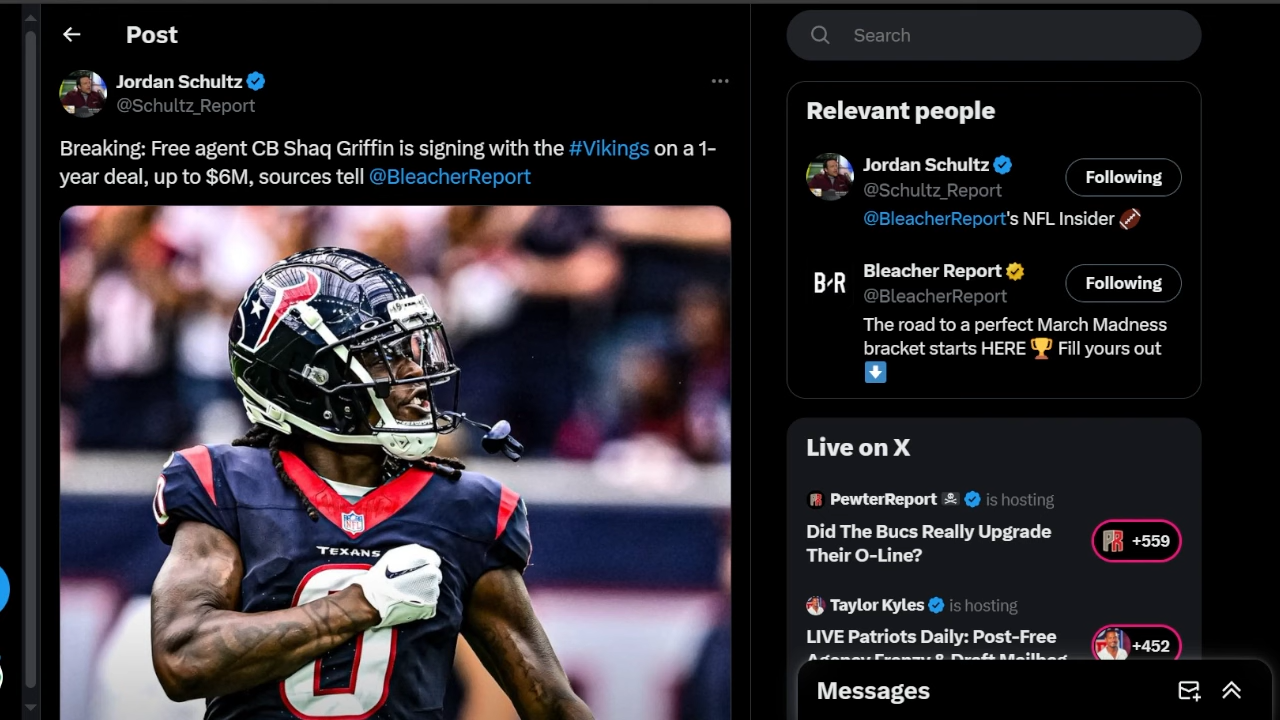 Post
Jordan Schultz
@Schultz_Report
Breaking: Free agent CB Shaq Griffin is signing with the #Vikings on a 1-
year deal, up to $6M, sources tell @BleacherReport
TEXANS
0
NFL
Search
Relevant people
Jordan Schultz
@Schultz_Report
Following
@BleacherReport's NFL Insider 🏈
B/R
Bleacher Report
@BleacherReport
Following
The road to a perfect March Madness
bracket starts HERE 🏆 Fill yours out
⬇️
Live on X
PewterReport ☠️ is hosting
Did The Bucs Really Upgrade
Their O-Line?
PR +559
Taylor Kyles is hosting
LIVE Patriots Daily: Post-Free
Agency Frenzy & Draft Mailbag
+452
Messages